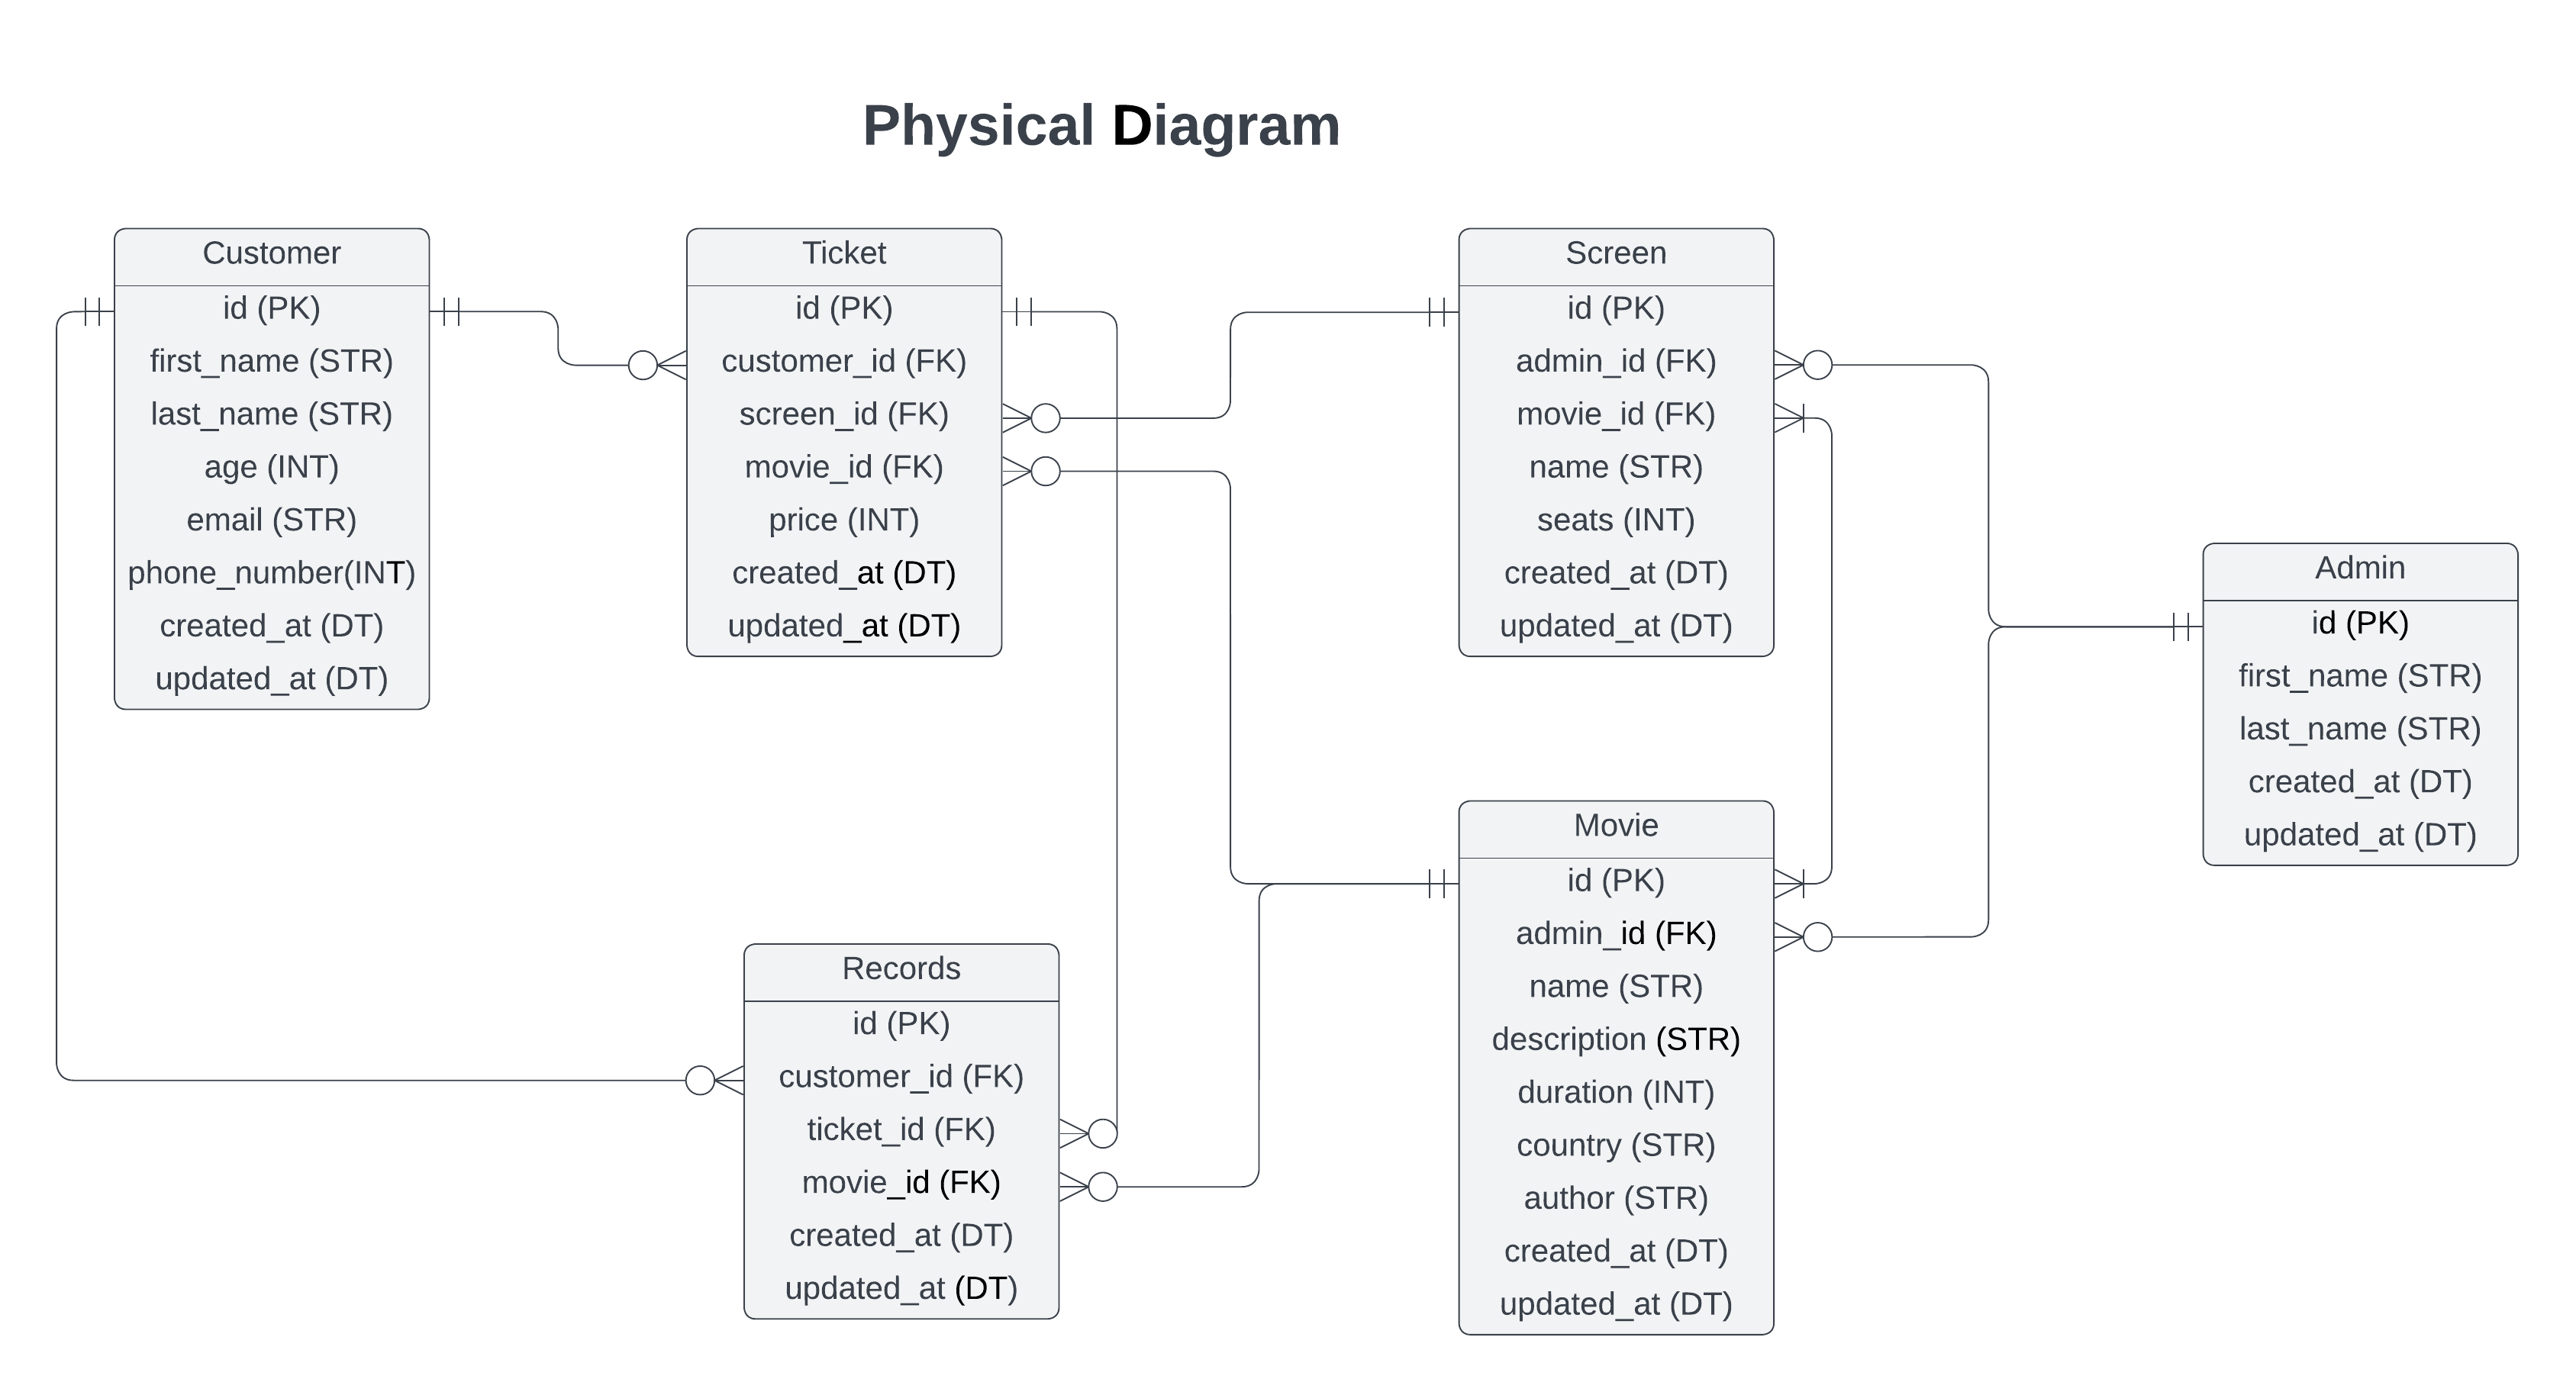 Physical Diagram
Customer
id (PK)
first_name (STR)
last_name (STR)
age (INT)
email (STR)
phone_number(INT)
created_at (DT)
updated_at (DT)
Ticket
id (PK)
customer_id (FK)
screen_id (FK)
movie_id (FK)
price (INT)
created_at (DT)
updated_at (DT)
Screen
id (PK)
admin_id (FK)
movie_id (FK)
name (STR)
seats (INT)
created_at (DT)
updated_at (DT)
Admin
id (PK)
first_name (STR)
last_name (STR)
created_at (DT)
updated_at (DT)
Records
id (PK)
customer_id (FK)
ticket_id (FK)
movie_id (FK)
created_at (DT)
updated_at (DT)
Movie
id (PK)
admin_id (FK)
name (STR)
description (STR)
duration (INT)
country (STR)
author (STR)
created_at (DT)
updated_at (DT)